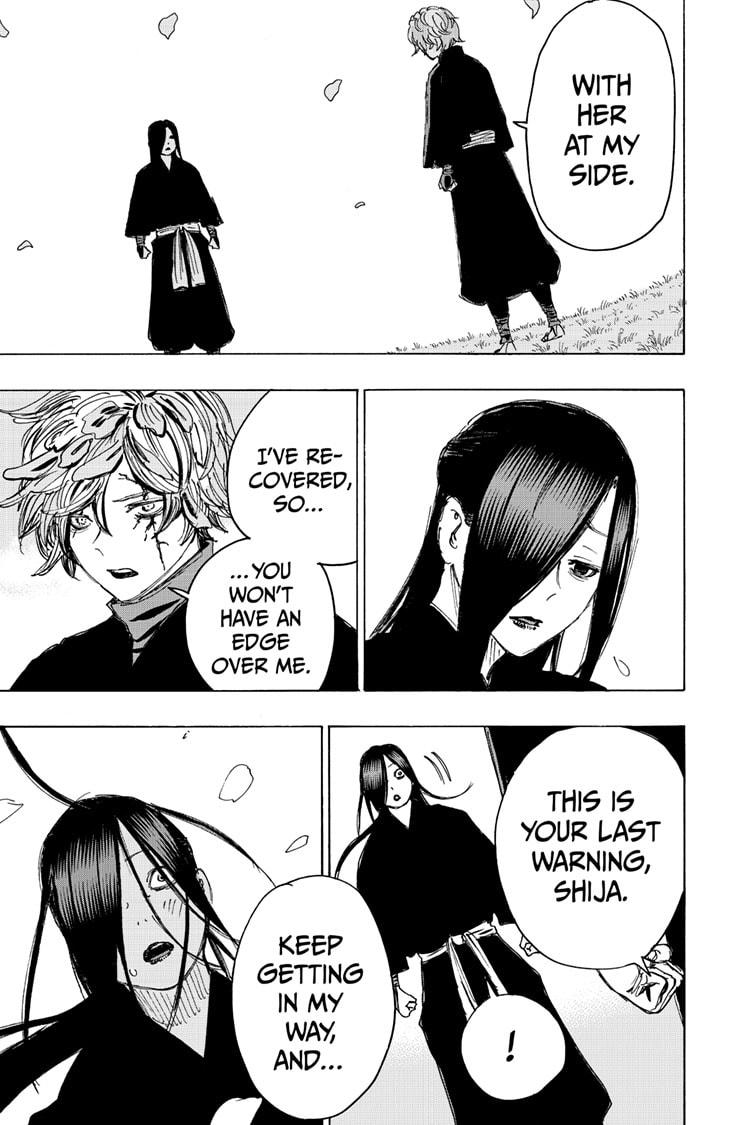 WITH
HER
AT MY
SIDE.
I'VE RE-
COVERED,
SO...
...YOU
WON'T
HAVE AN
EDGE
OVER ME.
THIS IS
YOUR LAST
WARNING,
SHIJA.
!
KEEP
GETTING
IN MY
WAY,
AND...